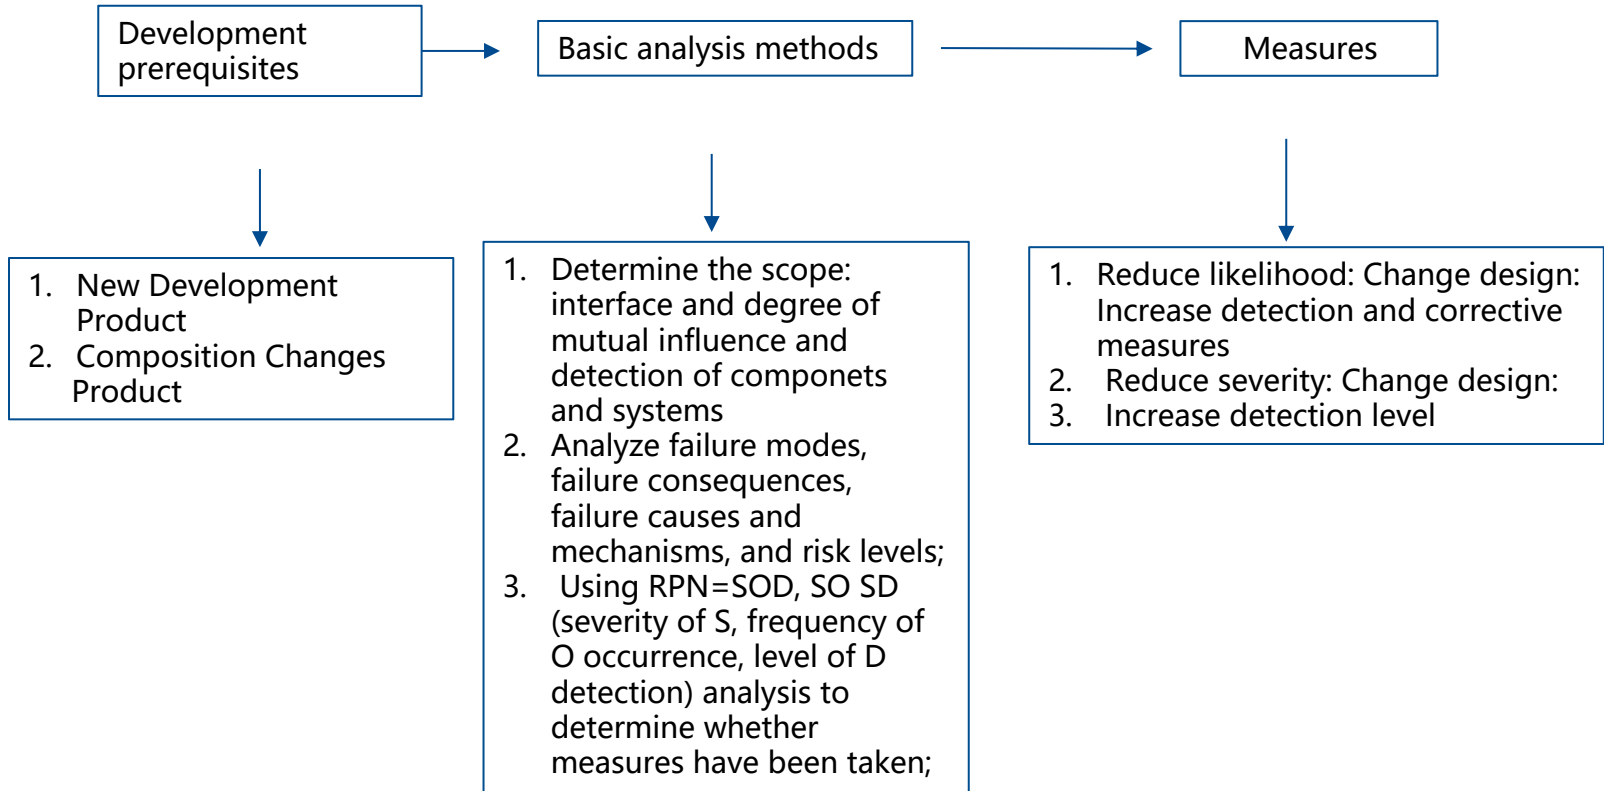 Development
prerequisites
Basic analysis methods
Measures
1. New Development
Product
2. Composition Changes
Product
1. Determine the scope:
interface and degree of
mutual influence and
detection of componets
and systems
2. Analyze failure modes,
failure consequences,
failure causes and
mechanisms, and risk levels;
3. Using RPN=SOD, SO SD
(severity of S, frequency of
O occurrence, level of D
detection) analysis to
determine whether
measures have been taken;
1. Reduce likelihood: Change design:
Increase detection and corrective
measures
2. Reduce severity: Change design:
3. Increase detection level